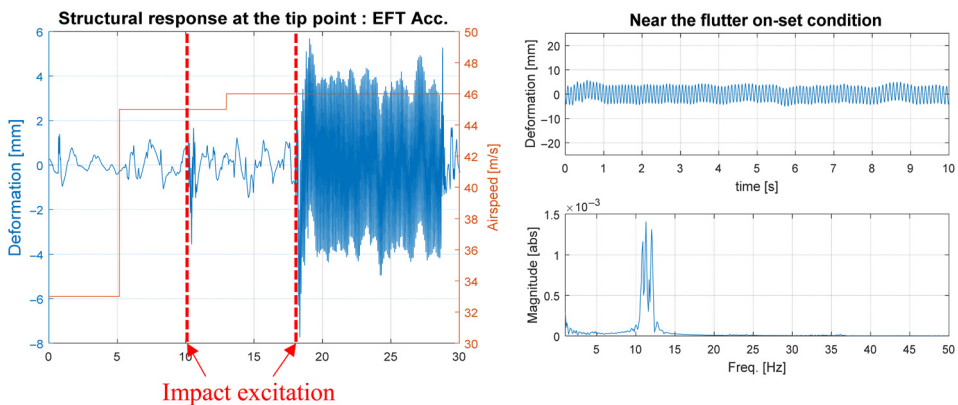 Structural response at the tip point : EFT Acc.
6
4
2
0
−2
−4
−6
−8
Deformation [mm]
50
48
46
44
42
40
38
36
34
33
32
30
Airspeed [m/s]
0 5 10 15 20 25 30
Impact excitation
Near the flutter on-set condition
20
10
0
−10
−20
Deformation [mm]
0 1 2 3 4 5 6 7 8 9 10
time [s]
×10⁻³
1.5
1
0.5
0
Magnitude [abs]
5 10 15 20 25 30 35 40 45 50
Freq. [Hz]